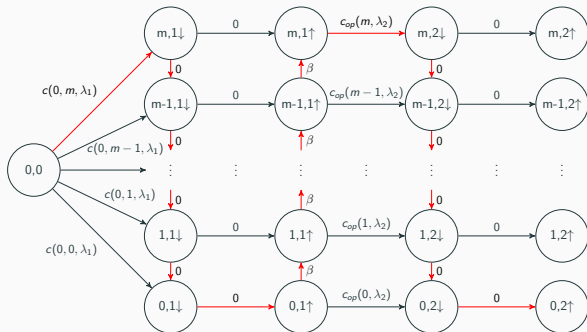 m,1↓ 0 m,1↑ c_op(m, λ₂) m,2↓ 0 m,2↑
c(0, m, λ₁) 0 β 0
m-1,1↓ 0 m-1,1↑ c_op(m−1, λ₂) m-1,2↓ 0 m-1,2↑
c(0, m−1, λ₁) 0 β 0
0,0 ⋮ ⋮ ⋮ ⋮ ⋮ ⋮ ⋮
c(0, 1, λ₁) 0 β 0
1,1↓ 0 1,1↑ c_op(1, λ₂) 1,2↓ 0 1,2↑
c(0, 0, λ₁) 0 β 0
0,1↓ 0 0,1↑ c_op(0, λ₂) 0,2↓ 0 0,2↑